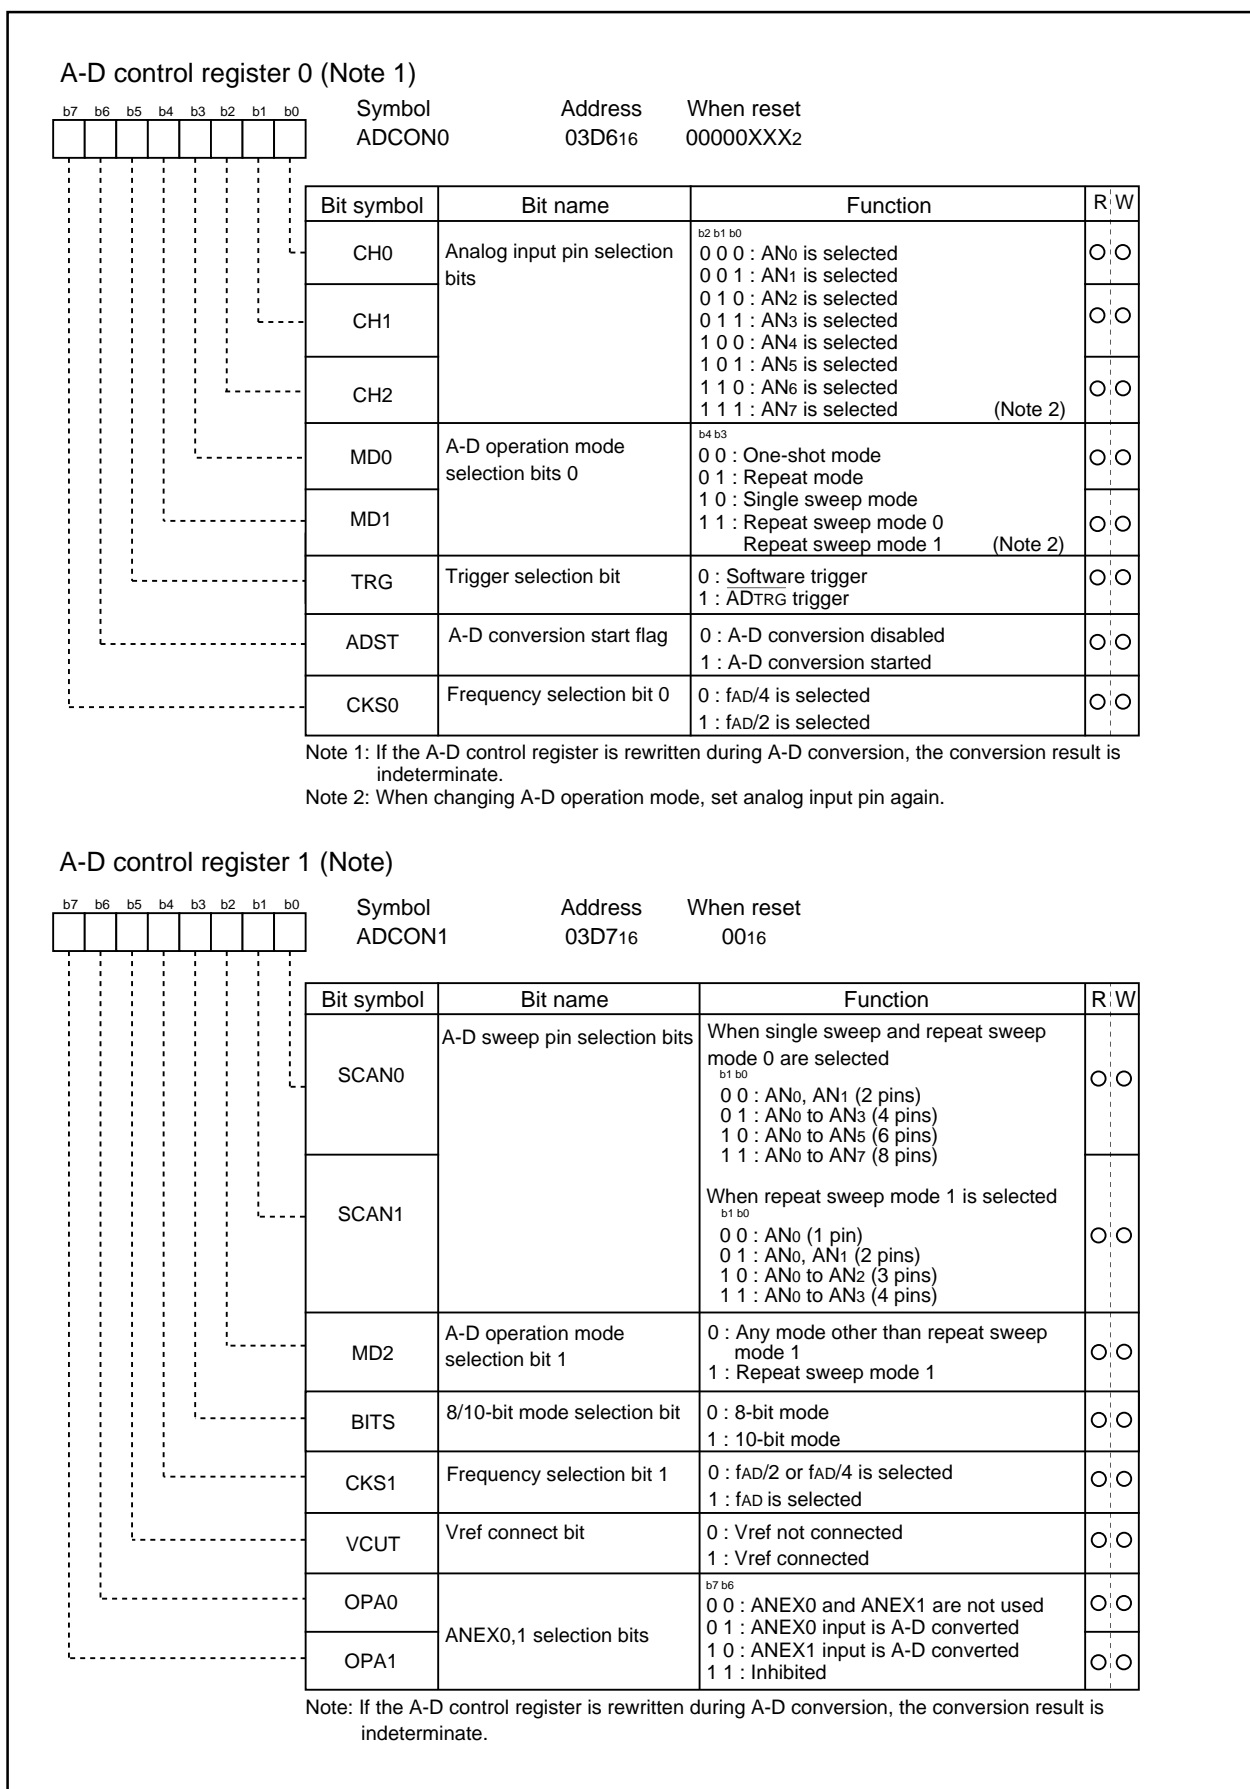 A-D control register 0 (Note 1)
b7 b6 b5 b4 b3 b2 b1 b0
Symbol Address When reset
ADCON0 03D616 00000XXX2
Bit symbol Bit name Function R W
CH0 Analog input pin selection bits
b2 b1 b0
0 0 0 : AN0 is selected
0 0 1 : AN1 is selected
0 1 0 : AN2 is selected
CH1 0 1 1 : AN3 is selected
1 0 0 : AN4 is selected
1 0 1 : AN5 is selected
CH2 1 1 0 : AN6 is selected
1 1 1 : AN7 is selected (Note 2)
MD0 A-D operation mode selection bits 0
b4 b3
0 0 : One-shot mode
0 1 : Repeat mode
MD1 1 0 : Single sweep mode
1 1 : Repeat sweep mode 0
Repeat sweep mode 1 (Note 2)
TRG Trigger selection bit 0 : Software trigger
1 : ADTRG trigger
ADST A-D conversion start flag 0 : A-D conversion disabled
1 : A-D conversion started
CKS0 Frequency selection bit 0 0 : fAD/4 is selected
1 : fAD/2 is selected
Note 1: If the A-D control register is rewritten during A-D conversion, the conversion result is
indeterminate.
Note 2: When changing A-D operation mode, set analog input pin again.
A-D control register 1 (Note)
b7 b6 b5 b4 b3 b2 b1 b0
Symbol Address When reset
ADCON1 03D716 0016
Bit symbol Bit name Function R W
SCAN0 A-D sweep pin selection bits When single sweep and repeat sweep
mode 0 are selected
b1 b0
0 0 : AN0, AN1 (2 pins)
0 1 : AN0 to AN3 (4 pins)
1 0 : AN0 to AN5 (6 pins)
1 1 : AN0 to AN7 (8 pins)
SCAN1 When repeat sweep mode 1 is selected
b1 b0
0 0 : AN0 (1 pin)
0 1 : AN0, AN1 (2 pins)
1 0 : AN0 to AN2 (3 pins)
1 1 : AN0 to AN3 (4 pins)
MD2 A-D operation mode selection bit 1
0 : Any mode other than repeat sweep
mode 1
1 : Repeat sweep mode 1
BITS 8/10-bit mode selection bit 0 : 8-bit mode
1 : 10-bit mode
CKS1 Frequency selection bit 1 0 : fAD/2 or fAD/4 is selected
1 : fAD is selected
VCUT Vref connect bit 0 : Vref not connected
1 : Vref connected
OPA0 ANEX0,1 selection bits
b7 b6
0 0 : ANEX0 and ANEX1 are not used
0 1 : ANEX0 input is A-D converted
OPA1 1 0 : ANEX1 input is A-D converted
1 1 : Inhibited
Note: If the A-D control register is rewritten during A-D conversion, the conversion result is
indeterminate.